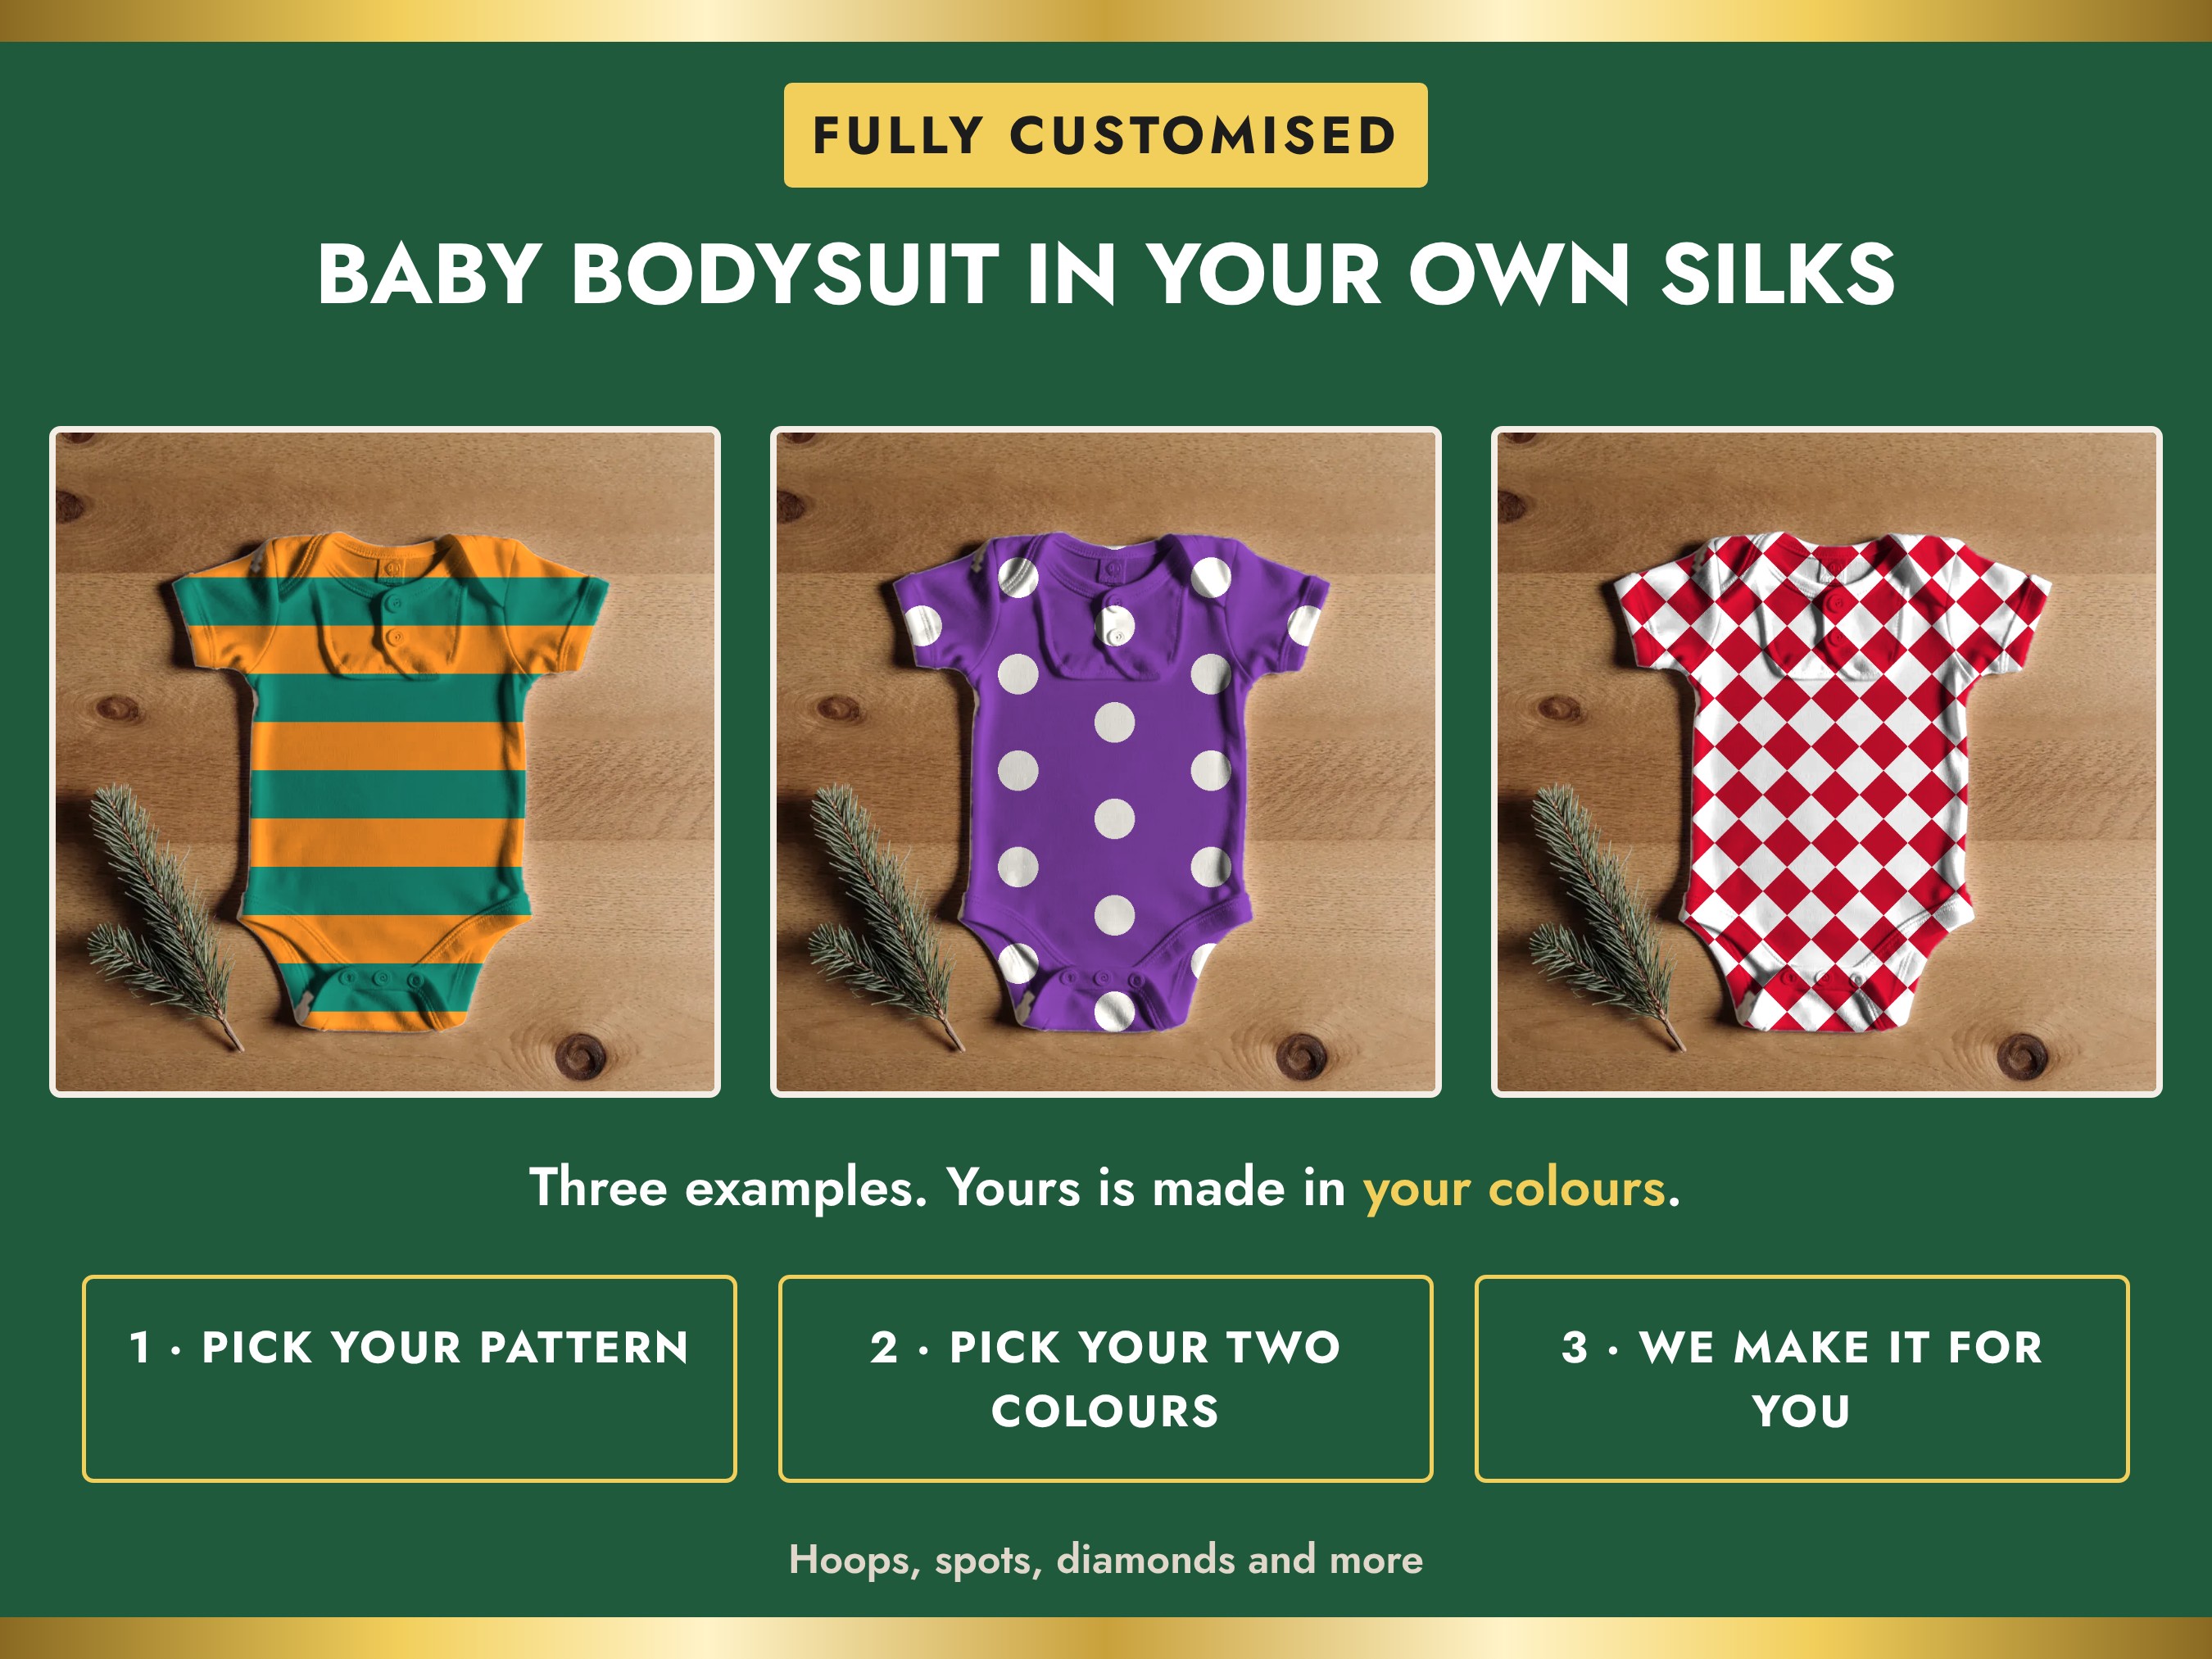 FULLY CUSTOMISED
BABY BODYSUIT IN YOUR OWN SILKS
Three examples. Yours is made in your colours.
1 · PICK YOUR PATTERN
2 · PICK YOUR TWO
COLOURS
3 · WE MAKE IT FOR
YOU
Hoops, spots, diamonds and more